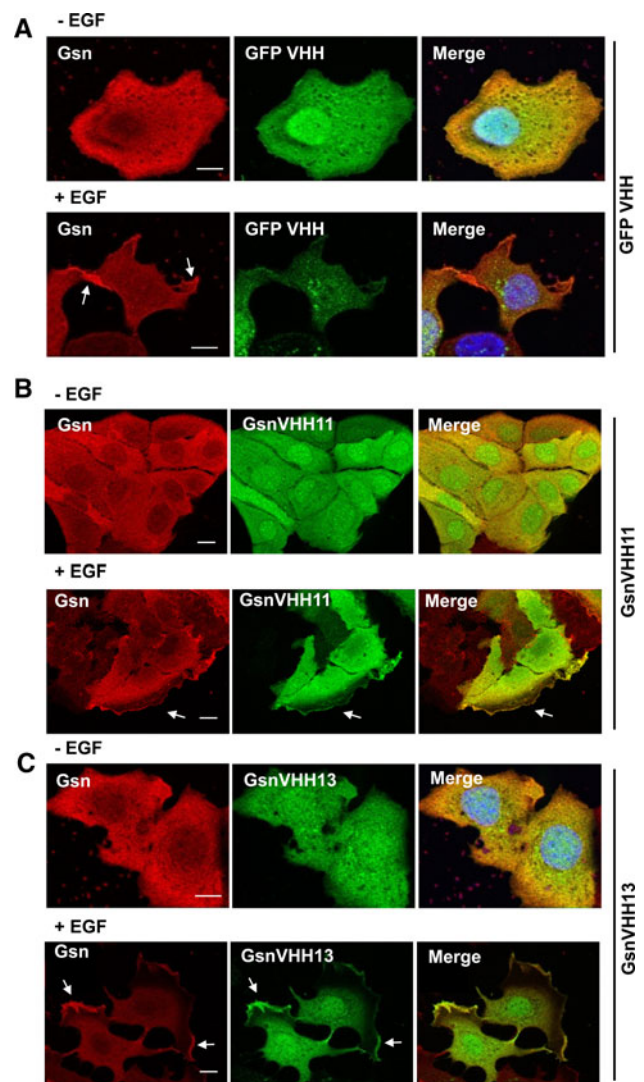 A
- EGF
Gsn GFP VHH Merge
+ EGF
Gsn GFP VHH Merge
GFP VHH
B
- EGF
Gsn GsnVHH11 Merge
+ EGF
Gsn GsnVHH11 Merge
GsnVHH11
- EGF
C
Gsn GsnVHH13 Merge
+ EGF
Gsn GsnVHH13 Merge
GsnVHH13